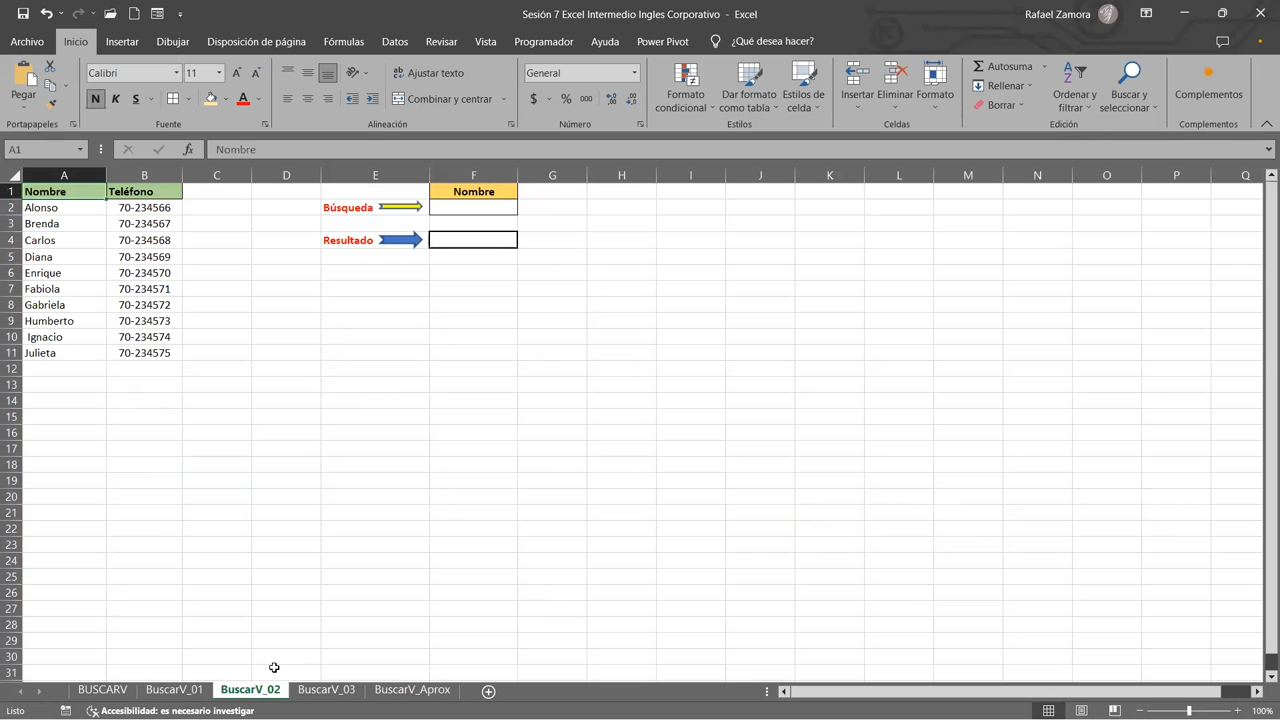 Sesión 7 Excel Intermedio Ingles Corporativo - Excel
Rafael Zamora
Archivo Inicio Insertar Dibujar Disposición de página Fórmulas Datos Revisar Vista Programador Ayuda Power Pivot ¿Qué desea hacer?
Pegar
Calibri 11
N K S
Ajustar texto
Combinar y centrar
General
$ % 000
Formato condicional
Dar formato como tabla
Estilos de celda
Insertar Eliminar Formato
Autosuma
Rellenar
Borrar
Ordenar y filtrar
Buscar y seleccionar
Complementos
Portapapeles Fuente Alineación Número Estilos Celdas Edición Complementos
A1 fx Nombre
A B C D E F G H I J K L M N O P Q
1 Nombre Teléfono Nombre
2 Alonso 70-234566 Búsqueda
3 Brenda 70-234567
4 Carlos 70-234568 Resultado
5 Diana 70-234569
6 Enrique 70-234570
7 Fabiola 70-234571
8 Gabriela 70-234572
9 Humberto 70-234573
10 Ignacio 70-234574
11 Julieta 70-234575
12
13
14
15
16
17
18
19
20
21
22
23
24
25
26
27
28
29
30
31
BUSCARV BuscarV_01 BuscarV_02 BuscarV_03 BuscarV_Aprox
Listo Accesibilidad: es necesario investigar 100%